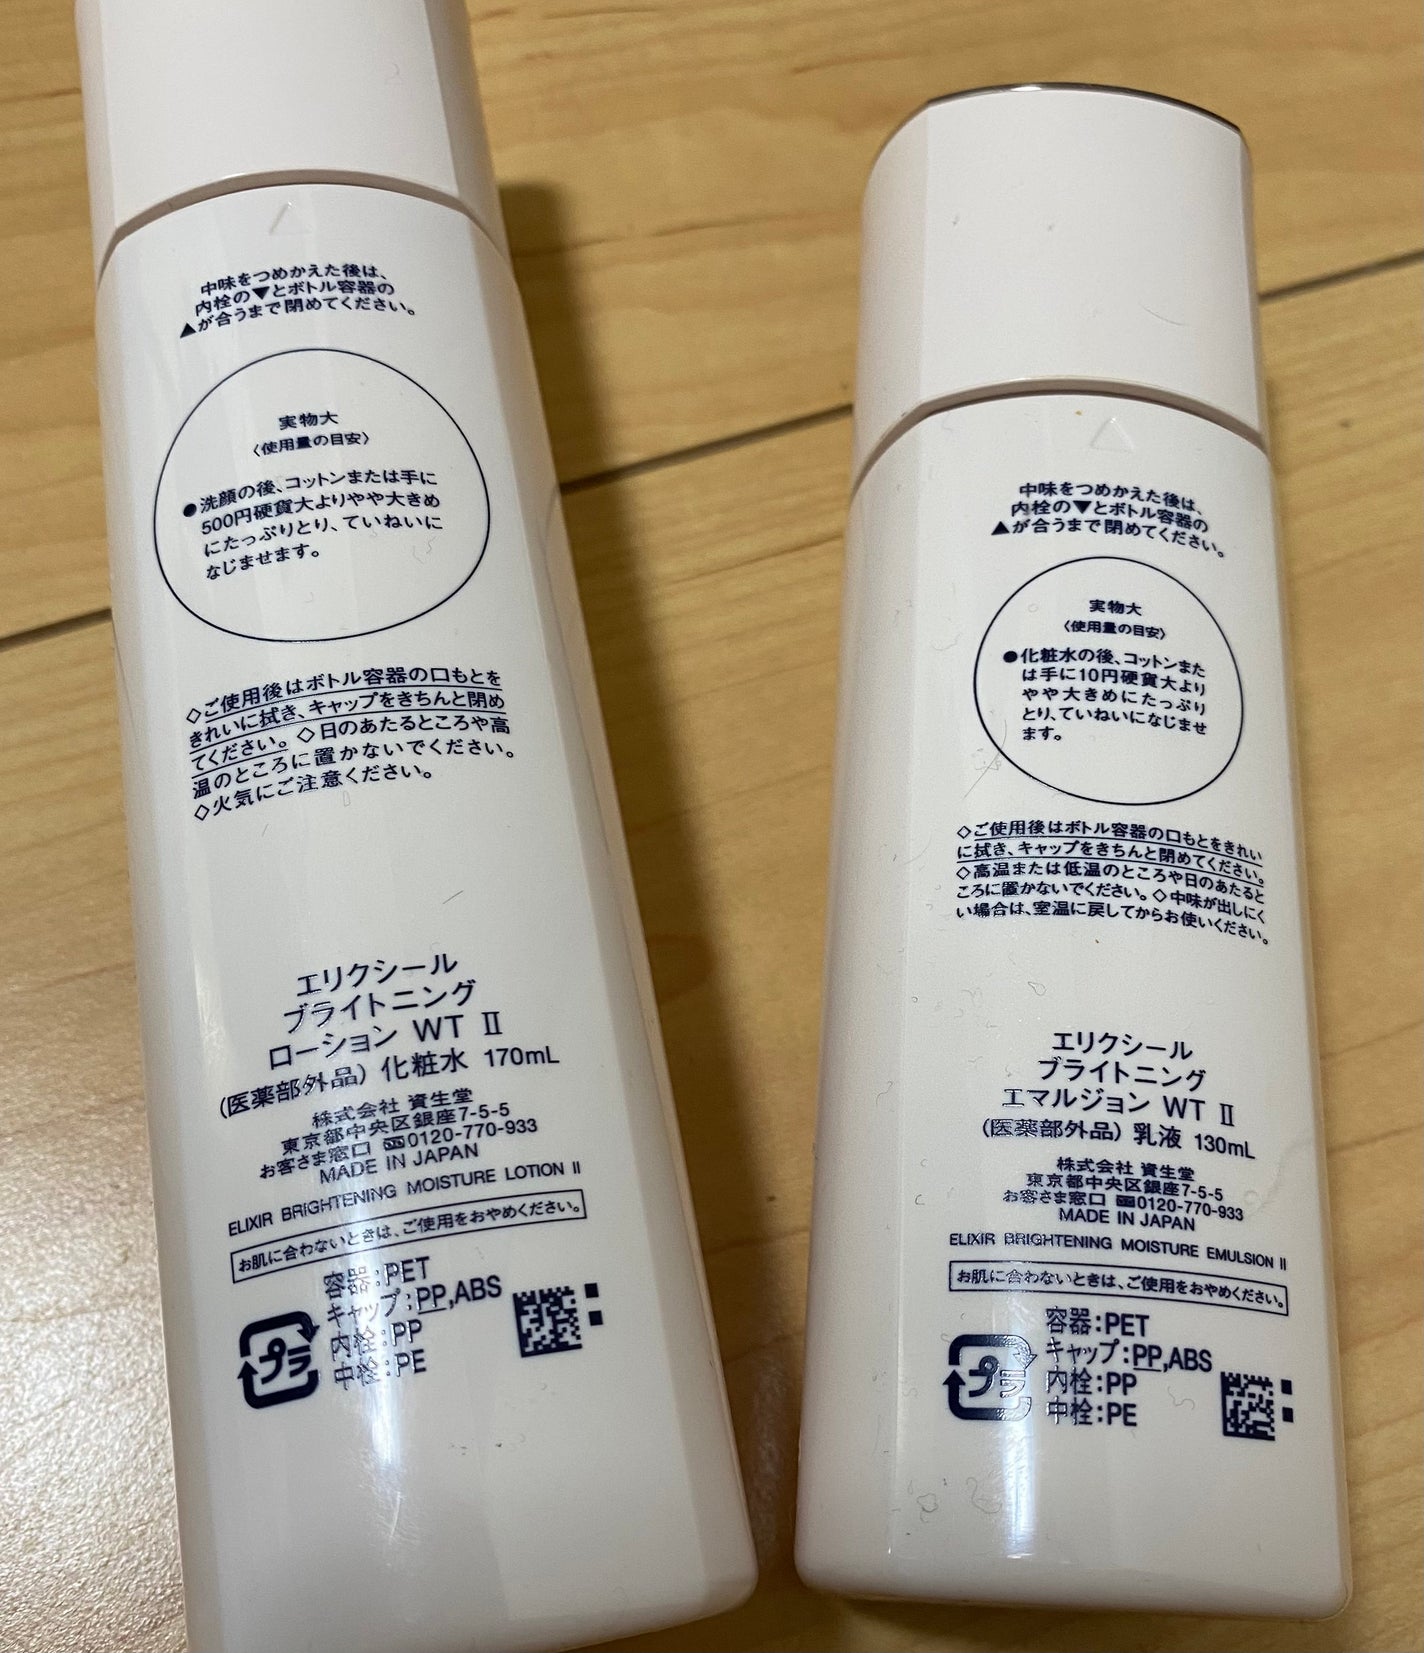 中味をつめかえた後は、
内栓の▼とボトル容器の
▲が合うまで閉めてください。
実物大
〈使用量の目安〉
●洗顔の後、コットンまたは手に
500円硬貨大よりやや大きめ
にたっぷりとり、ていねいに
なじませます。
◇ご使用後はボトル容器の口もとを
きれいに拭き、キャップをきちんと閉め
てください。◇日のあたるところや高
温のところに置かないでください。
◇火気にご注意ください。
エリクシール
ブライトニング
ローション WT Ⅱ
(医薬部外品) 化粧水 170mL
株式会社 資生堂
東京都中央区銀座7-5-5
お客さま窓口 0120-770-933
MADE IN JAPAN
ELIXIR BRIGHTENING MOISTURE LOTION II
お肌に合わないときは、ご使用をおやめください。
プラ
容器:PET
キャップ:PP,ABS
内栓:PP
中栓:PE
中味をつめかえた後は、
内栓の▼とボトル容器の
▲が合うまで閉めてください。
実物大
〈使用量の目安〉
●化粧水の後、コットンまた
は手に10円硬貨大より
やや大きめにたっぷり
とり、ていねいになじませ
ます。
◇ご使用後はボトル容器の口もとをきれい
に拭き、キャップをきちんと閉めてください。
◇高温または低温のところや日のあたると
ころに置かないでください。◇中味が出しにく
い場合は、室温に戻してからお使いください。
エリクシール
ブライトニング
エマルジョン WT Ⅱ
(医薬部外品) 乳液 130mL
株式会社 資生堂
東京都中央区銀座7-5-5
お客さま窓口 0120-770-933
MADE IN JAPAN
ELIXIR BRIGHTENING MOISTURE EMULSION II
お肌に合わないときは、ご使用をおやめください。
プラ
容器:PET
キャップ:PP,ABS
内栓:PP
中栓:PE